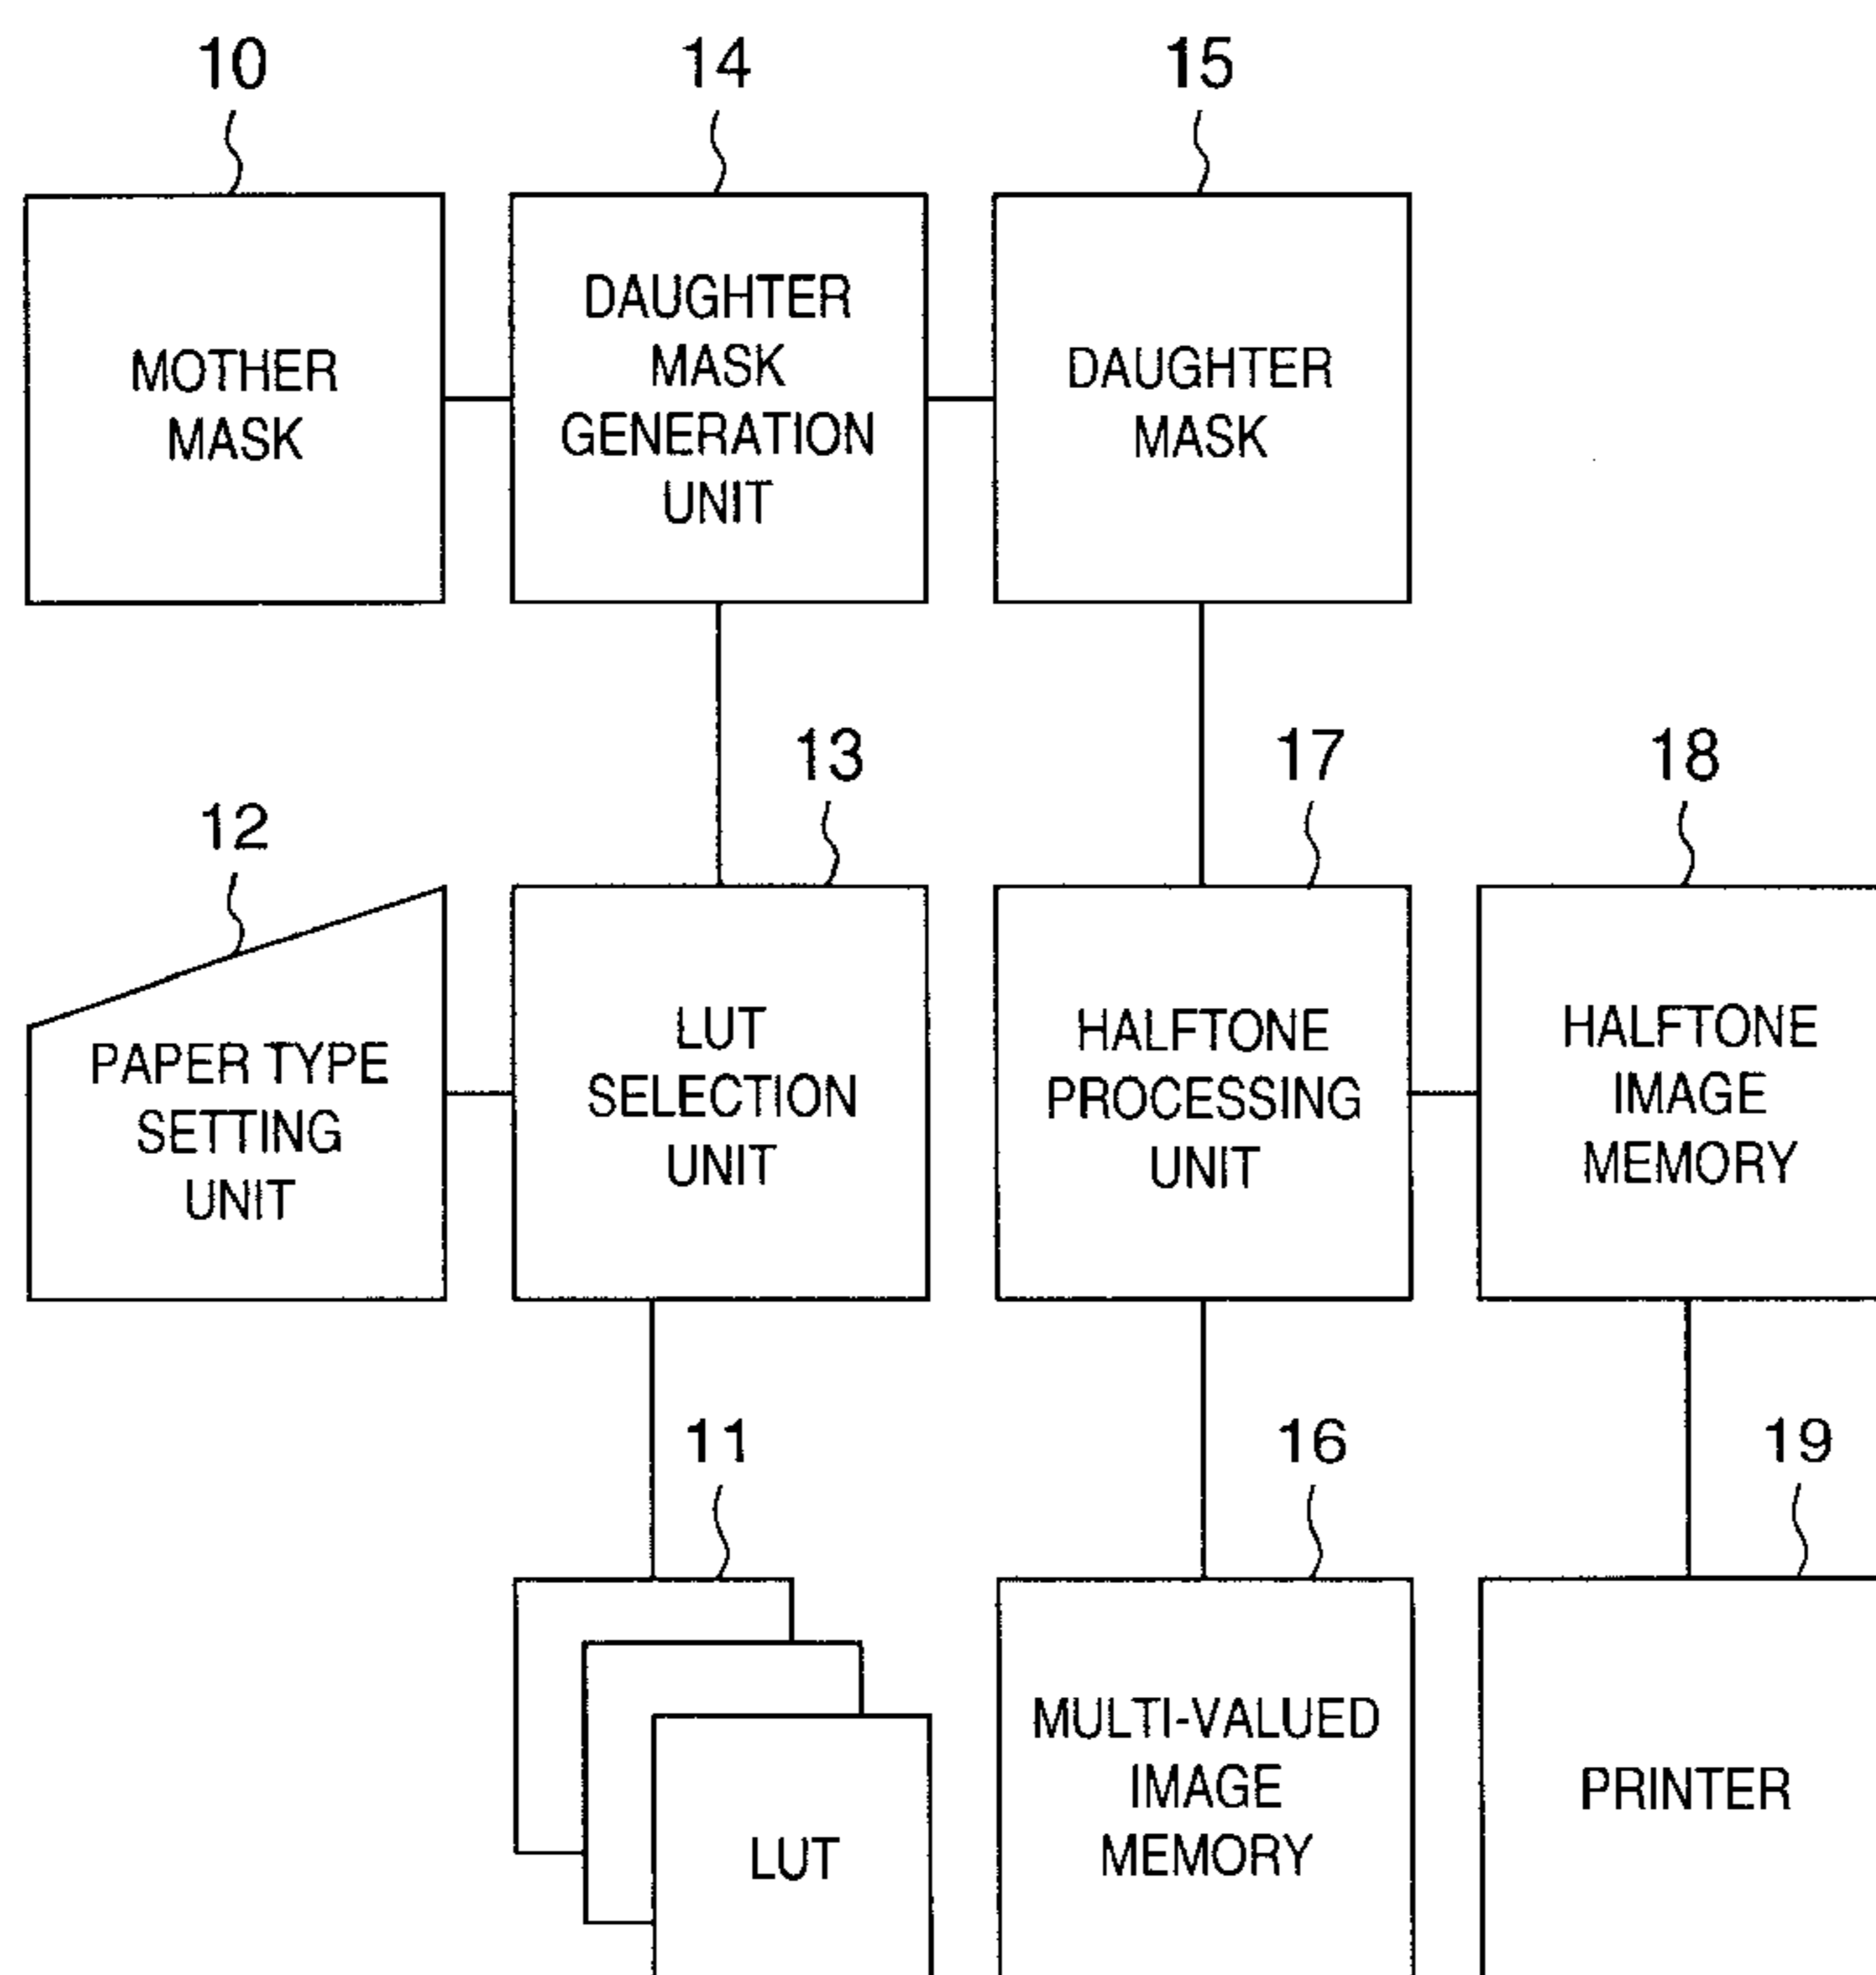 10
14
15
MOTHER
MASK
DAUGHTER
MASK
GENERATION
UNIT
DAUGHTER
MASK
12
13
17
18
PAPER TYPE
SETTING
UNIT
LUT
SELECTION
UNIT
HALFTONE
PROCESSING
UNIT
HALFTONE
IMAGE
MEMORY
11
16
19
LUT
MULTI-VALUED
IMAGE
MEMORY
PRINTER